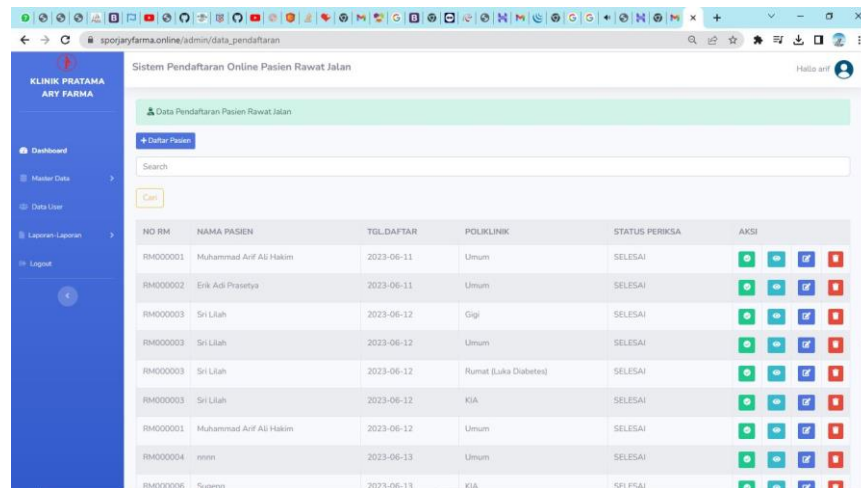 sporjaryfarma.online/admin/data_pendaftaran
KLINIK PRATAMA
ARY FARMA
Sistem Pendaftaran Online Pasien Rawat Jalan
Hallo arif
Dashboard
Master Data
Data User
Laporan-Laporan
Logout
Data Pendaftaran Pasien Rawat Jalan
+ Daftar Pasien
Search
Cari
NO RM NAMA PASIEN TGL.DAFTAR POLIKLINIK STATUS PERIKSA AKSI
RM000001 Muhammad Arif Ali Hakim 2023-06-11 Umum SELESAI
RM000002 Erik Adi Prasetya 2023-06-11 Umum SELESAI
RM000003 Sri Lilah 2023-06-12 Gigi SELESAI
RM000003 Sri Lilah 2023-06-12 Umum SELESAI
RM000003 Sri Lilah 2023-06-12 Rumat (Luka Diabetes) SELESAI
RM000003 Sri Lilah 2023-06-12 KIA SELESAI
RM000001 Muhammad Arif Ali Hakim 2023-06-12 Umum SELESAI
RM000004 nnnn 2023-06-13 Umum SELESAI
RM000006 Sugeng 2023-06-13 KIA SELESAI